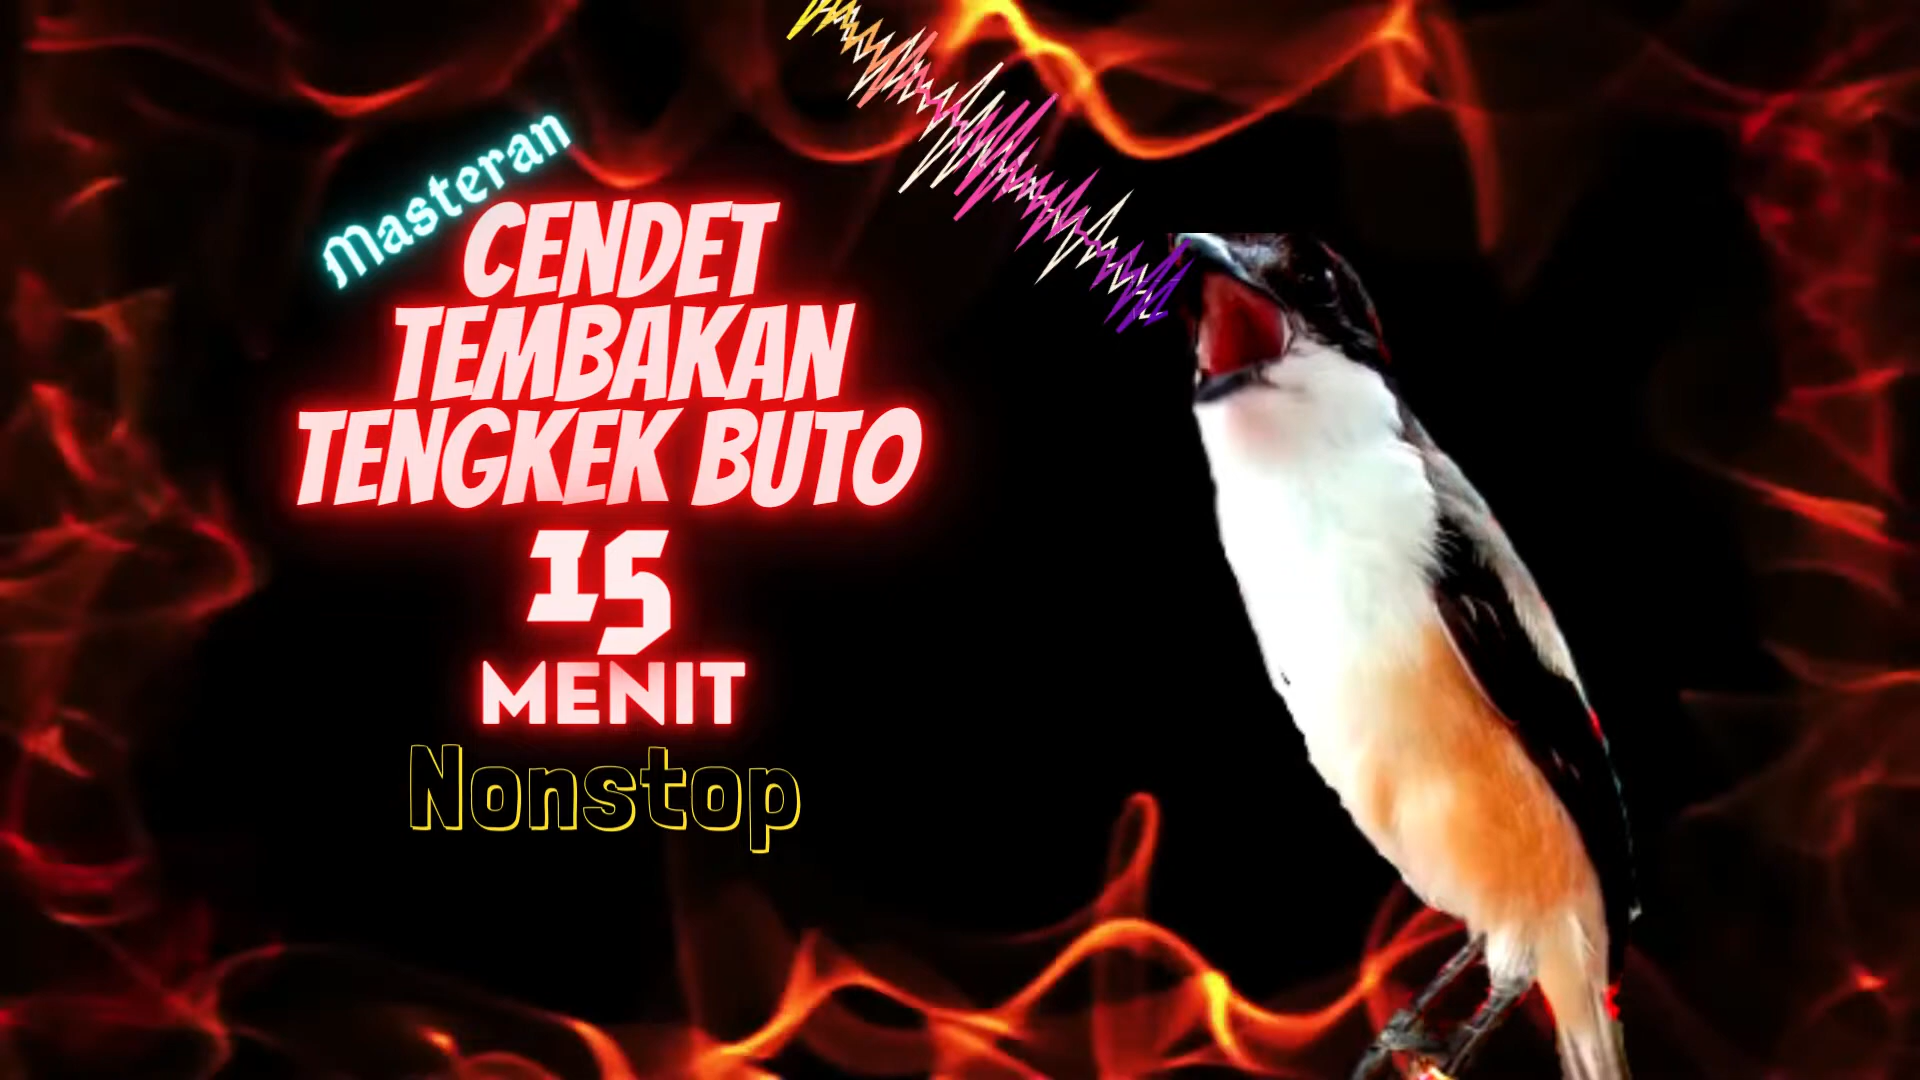 Masteran
CENDET
TEMBAKAN
TENGKEK BUTO
15
MENIT
Nonstop